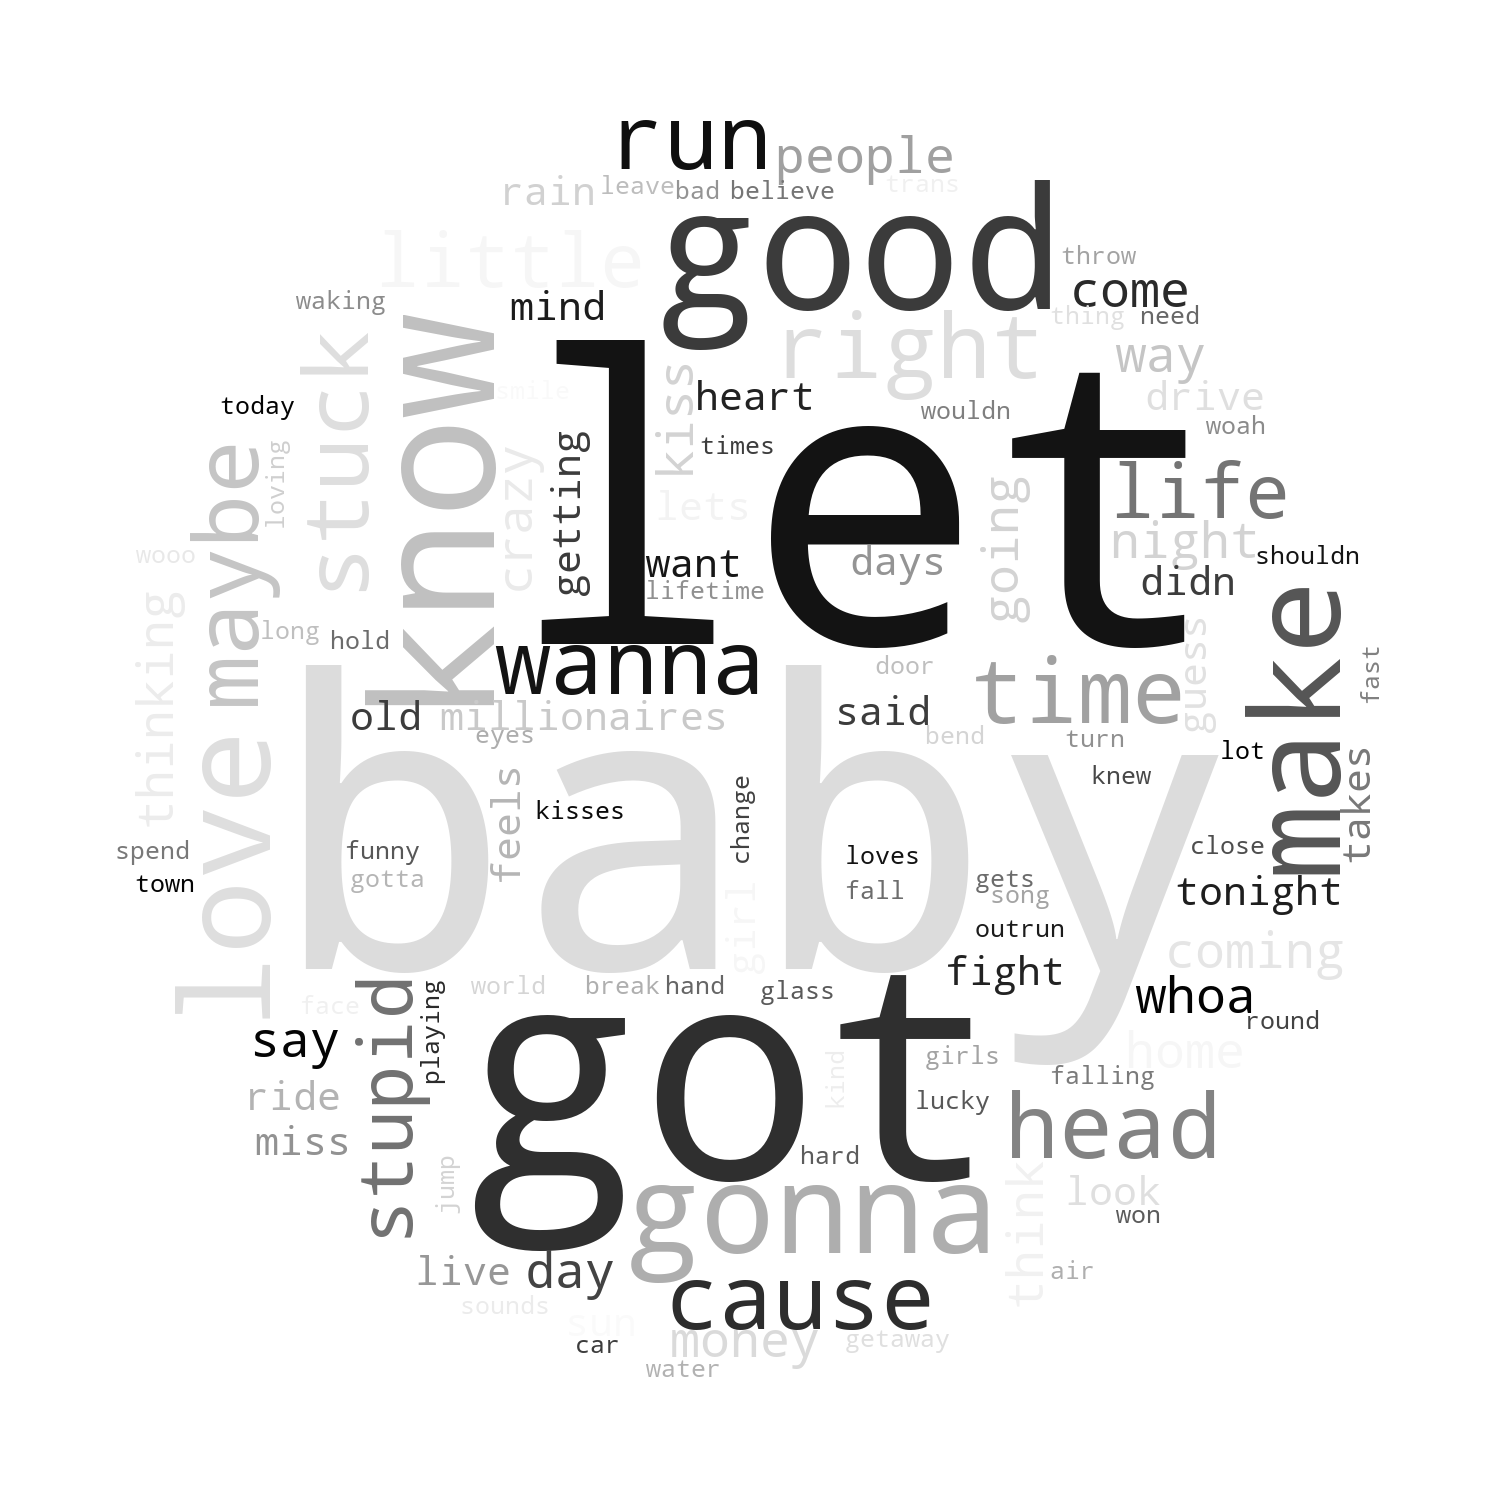 run
people
rain
leave
bad
believe
trans
good
little
throw
come
waking
mind
thing
need
right
way
know
stuck
let
kiss
smile
heart
drive
today
wouldn
woah
maybe
loving
crazy
getting
times
life
lets
going
night
wooo
want
days
shouldn
didn
lifetime
make
thinking
long
hold
wanna
door
time
guess
fast
old
millionaires
said
eyes
bend
turn
love
baby
lot
feels
kisses
change
knew
takes
spend
funny
loves
close
town
gotta
girl
fall
gets
song
tonight
outrun
coming
stupid
playing
world
break
hand
glass
fight
whoa
face
got
round
say
home
kind
girls
falling
ride
lucky
head
miss
jump
hard
gonna
think
look
won
live
day
cause
air
sounds
sun
car
money
getaway
water